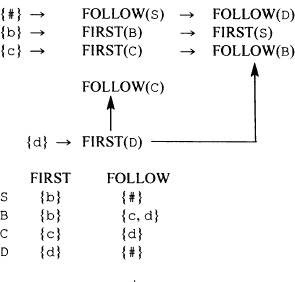 {#} → FOLLOW(S) → FOLLOW(D)
{b} → FIRST(B) → FIRST(S)
{c} → FIRST(C) → FOLLOW(B)
FOLLOW(C)
{d} → FIRST(D)
FIRST FOLLOW
S {b} {#}
B {b} {c, d}
C {c} {d}
D {d} {#}